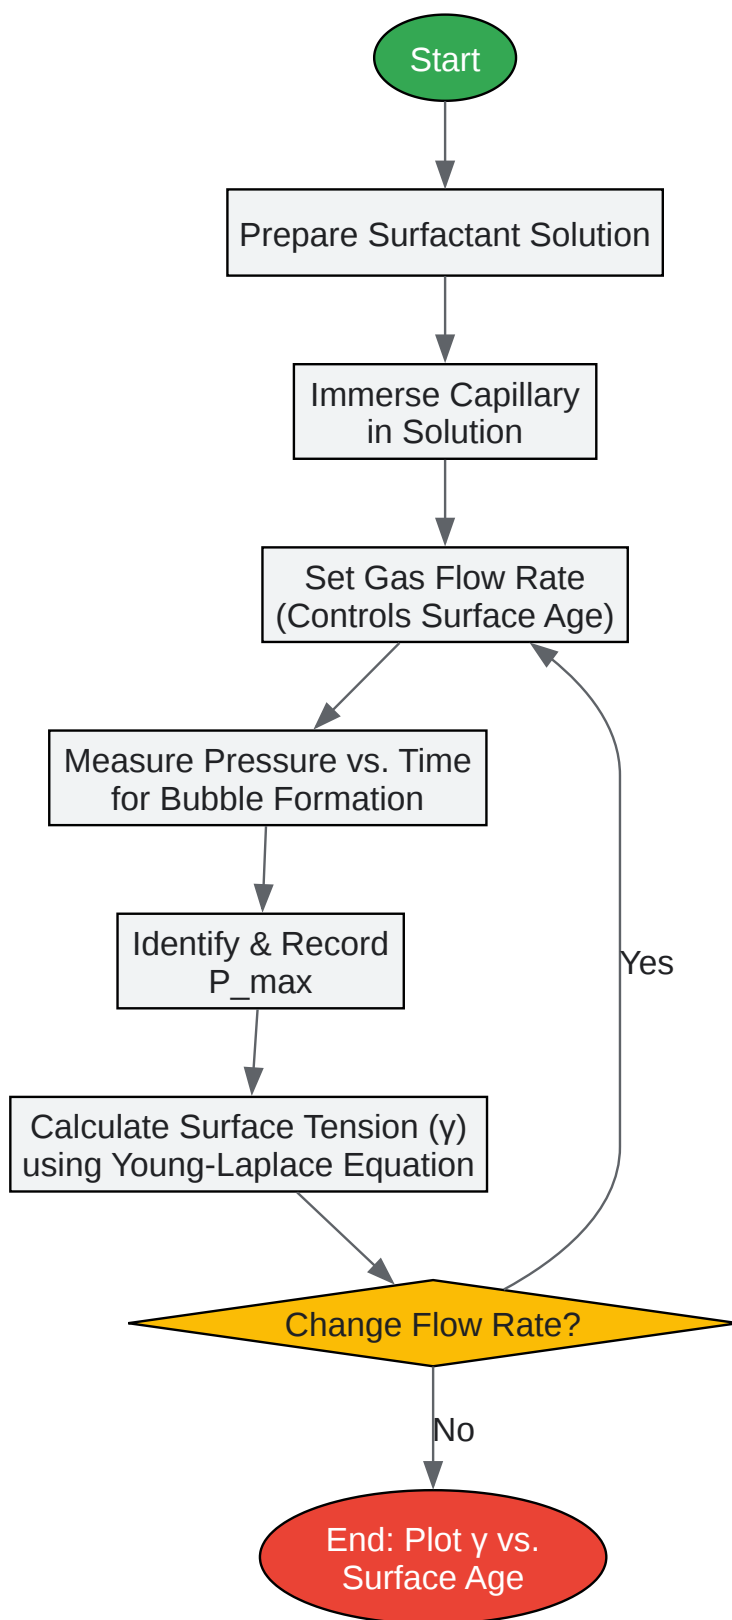 Start
Prepare Surfactant Solution
Immerse Capillary
in Solution
Set Gas Flow Rate
(Controls Surface Age)
Measure Pressure vs. Time
for Bubble Formation
Identify & Record
P_max
Calculate Surface Tension (γ)
using Young-Laplace Equation
Change Flow Rate?
Yes
No
End: Plot γ vs.
Surface Age